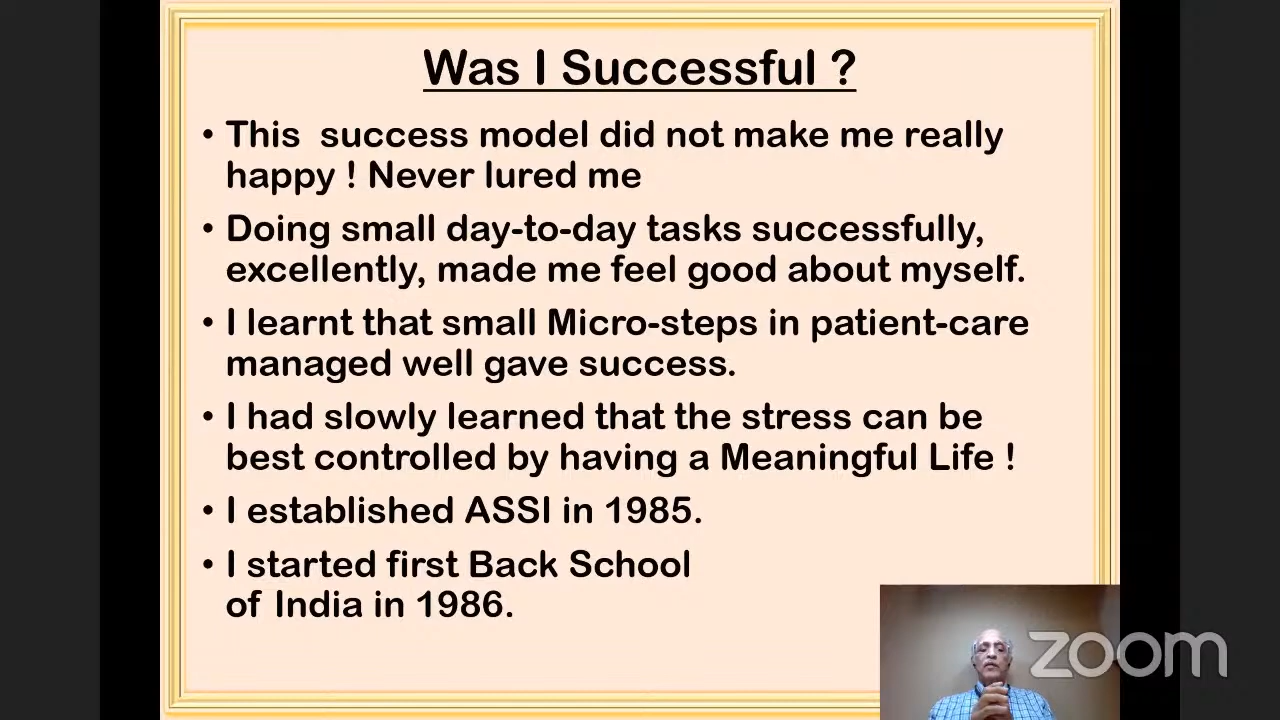 Was I Successful ?
• This success model did not make me really
happy ! Never lured me
• Doing small day-to-day tasks successfully,
excellently, made me feel good about myself.
• I learnt that small Micro-steps in patient-care
managed well gave success.
• I had slowly learned that the stress can be
best controlled by having a Meaningful Life !
• I established ASSI in 1985.
• I started first Back School
of India in 1986.
zoom